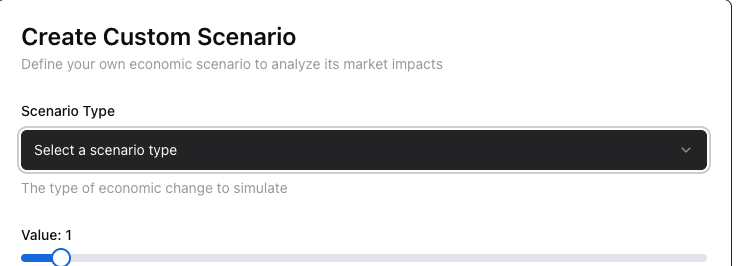 Create Custom Scenario
Define your own economic scenario to analyze its market impacts
Scenario Type
Select a scenario type
The type of economic change to simulate
Value: 1